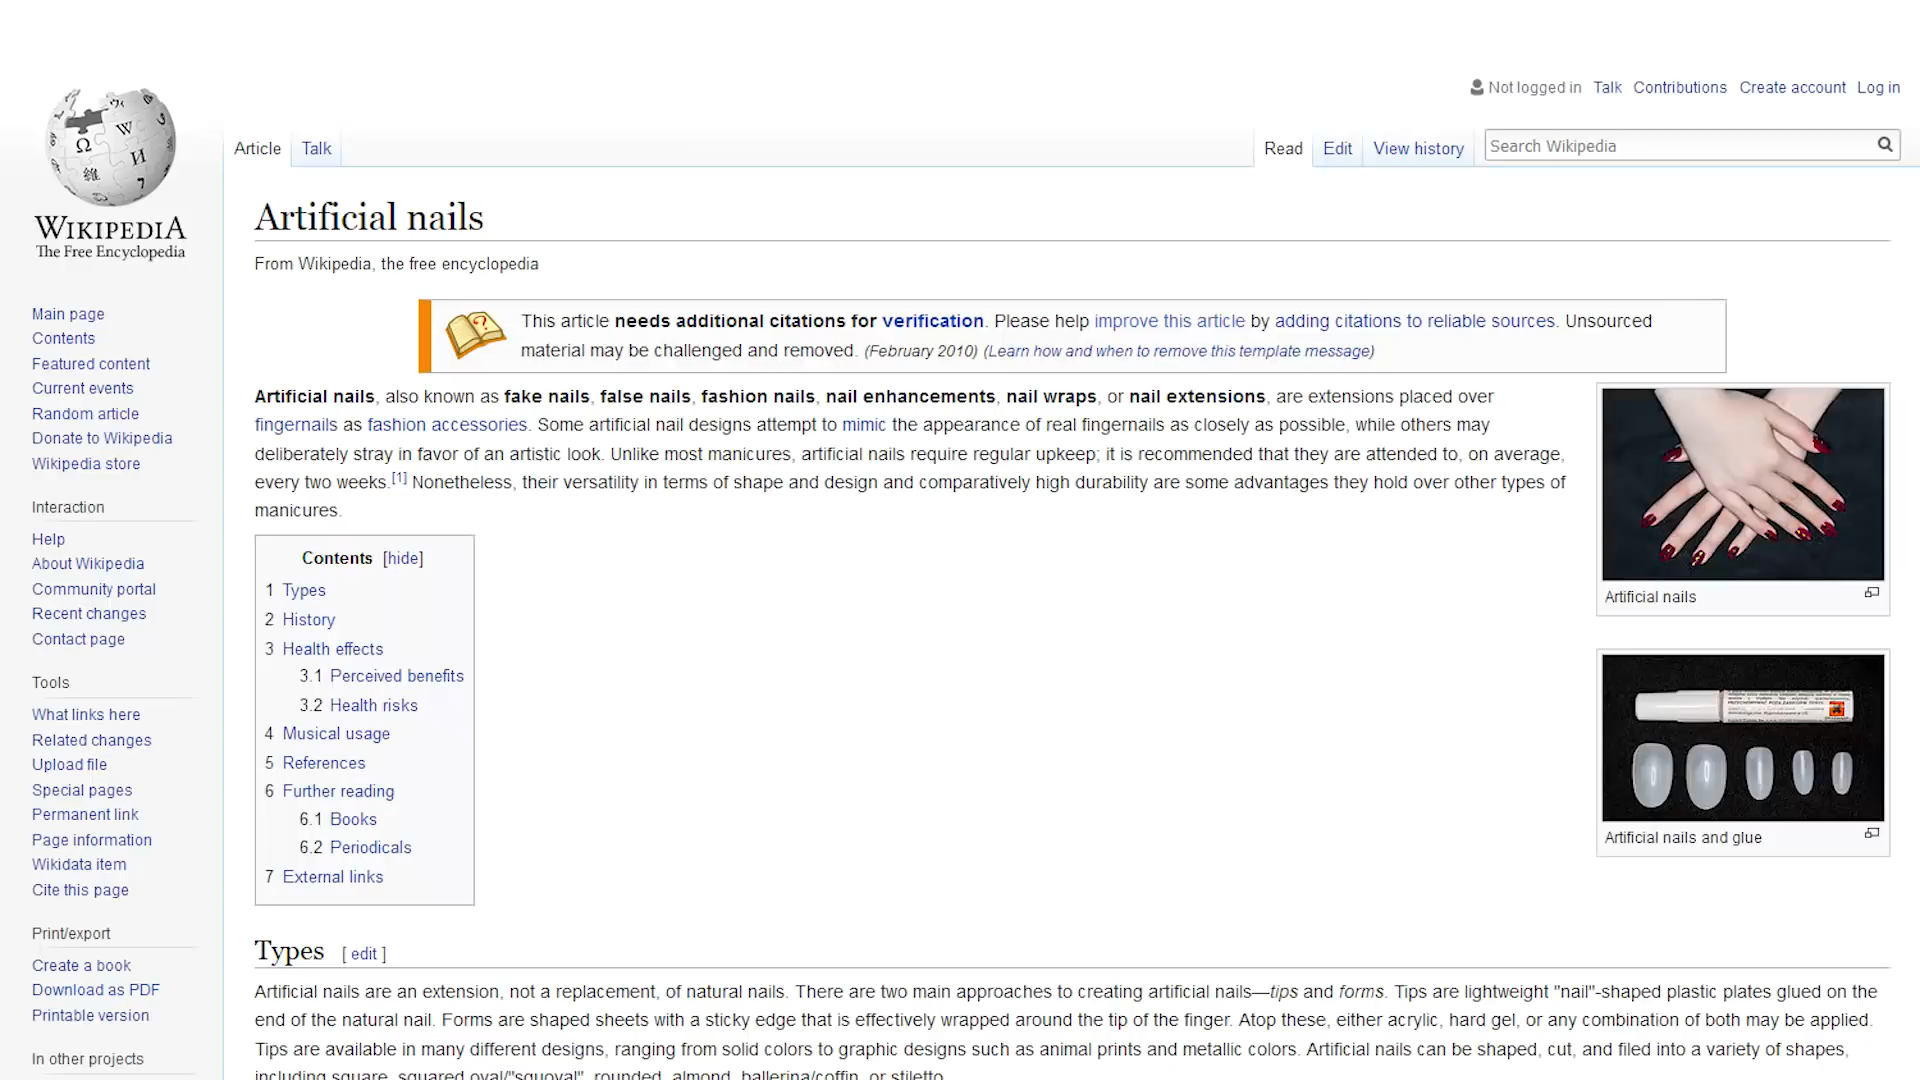 Not logged in Talk Contributions Create account Log in
Article Talk Read Edit View history Search Wikipedia
WIKIPEDIA
The Free Encyclopedia
Main page
Contents
Featured content
Current events
Random article
Donate to Wikipedia
Wikipedia store
Interaction
Help
About Wikipedia
Community portal
Recent changes
Contact page
Tools
What links here
Related changes
Upload file
Special pages
Permanent link
Page information
Wikidata item
Cite this page
Print/export
Create a book
Download as PDF
Printable version
In other projects
Artificial nails
From Wikipedia, the free encyclopedia
This article needs additional citations for verification. Please help improve this article by adding citations to reliable sources. Unsourced
material may be challenged and removed. (February 2010) (Learn how and when to remove this template message)
Artificial nails, also known as fake nails, false nails, fashion nails, nail enhancements, nail wraps, or nail extensions, are extensions placed over
fingernails as fashion accessories. Some artificial nail designs attempt to mimic the appearance of real fingernails as closely as possible, while others may
deliberately stray in favor of an artistic look. Unlike most manicures, artificial nails require regular upkeep; it is recommended that they are attended to, on average,
every two weeks.[1] Nonetheless, their versatility in terms of shape and design and comparatively high durability are some advantages they hold over other types of
manicures.
Contents [hide]
1 Types
2 History
3 Health effects
3.1 Perceived benefits
3.2 Health risks
4 Musical usage
5 References
6 Further reading
6.1 Books
6.2 Periodicals
7 External links
Artificial nails
Artificial nails and glue
Types [ edit ]
Artificial nails are an extension, not a replacement, of natural nails. There are two main approaches to creating artificial nails—tips and forms. Tips are lightweight "nail"-shaped plastic plates glued on the
end of the natural nail. Forms are shaped sheets with a sticky edge that is effectively wrapped around the tip of the finger. Atop these, either acrylic, hard gel, or any combination of both may be applied.
Tips are available in many different designs, ranging from solid colors to graphic designs such as animal prints and metallic colors. Artificial nails can be shaped, cut, and filed into a variety of shapes,
including square, squared oval/"squoval", rounded, almond, ballerina/coffin, or stiletto.